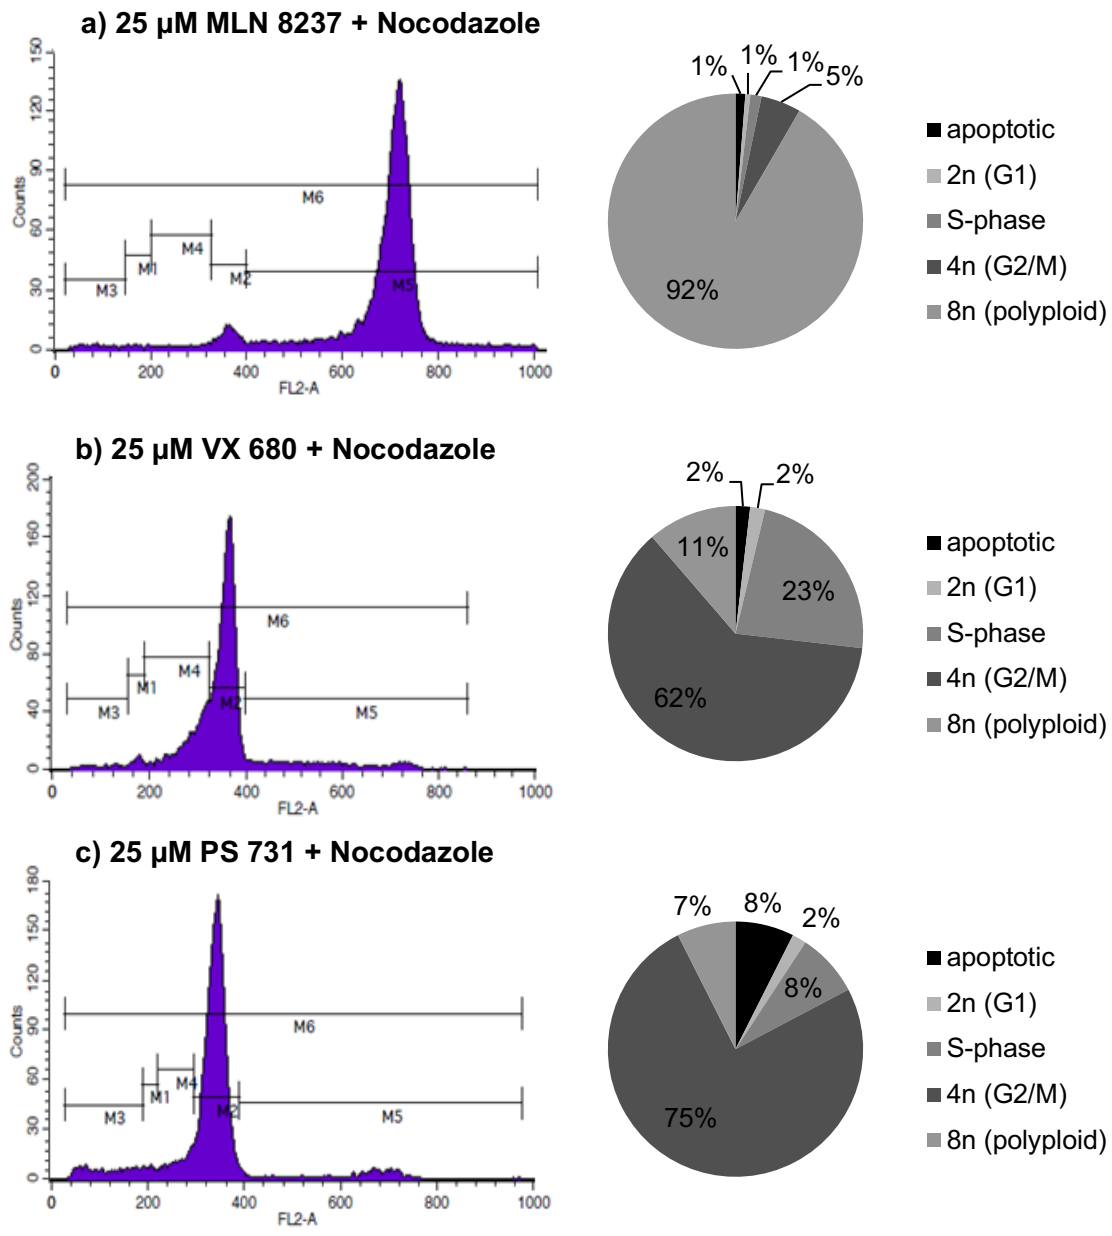 a) 25 µM MLN 8237 + Nocodazole
150
120
90
60
30
0
Counts
M6
M4
M1
M2
M3
M5
0 200 400 600 800 1000
FL2-A
1% 1% 1% 5%
92%
apoptotic
2n (G1)
S-phase
4n (G2/M)
8n (polyploid)
b) 25 µM VX 680 + Nocodazole
200
160
120
80
40
0
Counts
M6
M4
M1
M2
M3
M5
0 200 400 600 800 1000
FL2-A
2% 2%
11%
23%
62%
apoptotic
2n (G1)
S-phase
4n (G2/M)
8n (polyploid)
c) 25 µM PS 731 + Nocodazole
180
150
120
90
60
30
0
Counts
M6
M4
M1
M2
M3
M5
0 200 400 600 800 1000
FL2-A
7% 8% 2%
8%
75%
apoptotic
2n (G1)
S-phase
4n (G2/M)
8n (polyploid)